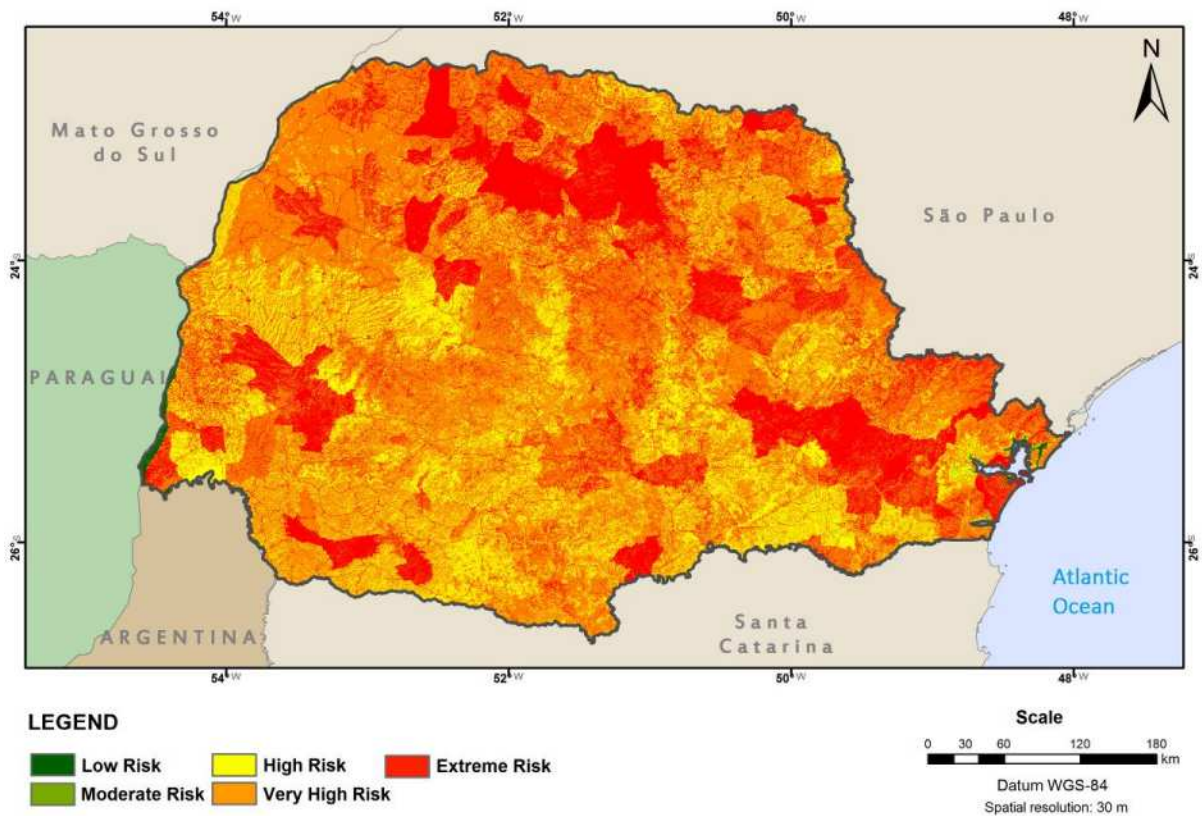 54°W 52°W 50°W 48°W
N
Mato Grosso
do Sul
São Paulo
24°S 24°S
PARAGUAI
26°S 26°S
Atlantic
Ocean
Santa
Catarina
ARGENTINA
54°W 52°W 50°W 48°W
LEGEND
Low Risk High Risk Extreme Risk
Moderate Risk Very High Risk
Scale
0 30 60 120 180
km
Datum WGS-84
Spatial resolution: 30 m